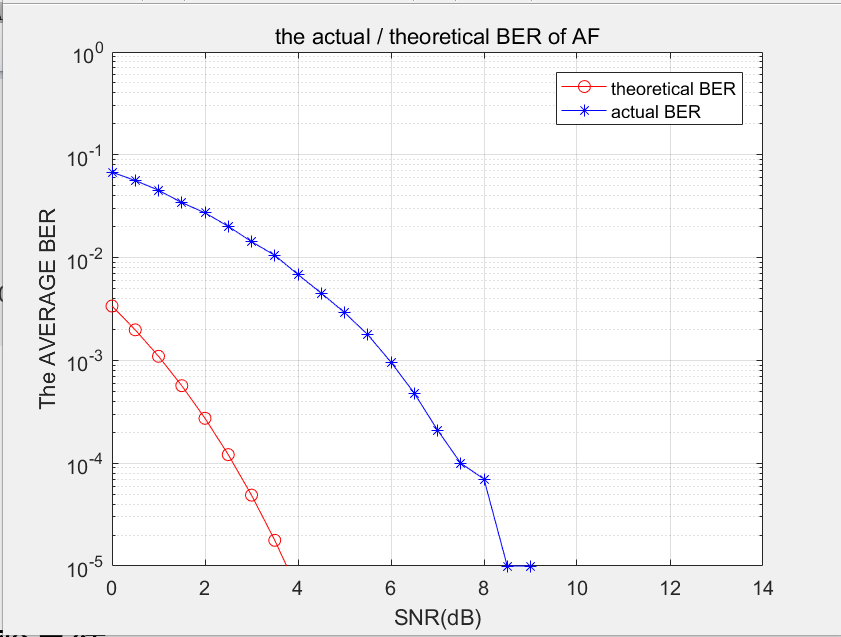 the actual / theoretical BER of AF
theoretical BER
actual BER
The AVERAGE BER
10^0
10^-1
10^-2
10^-3
10^-4
10^-5
0 2 4 6 8 10 12 14
SNR(dB)